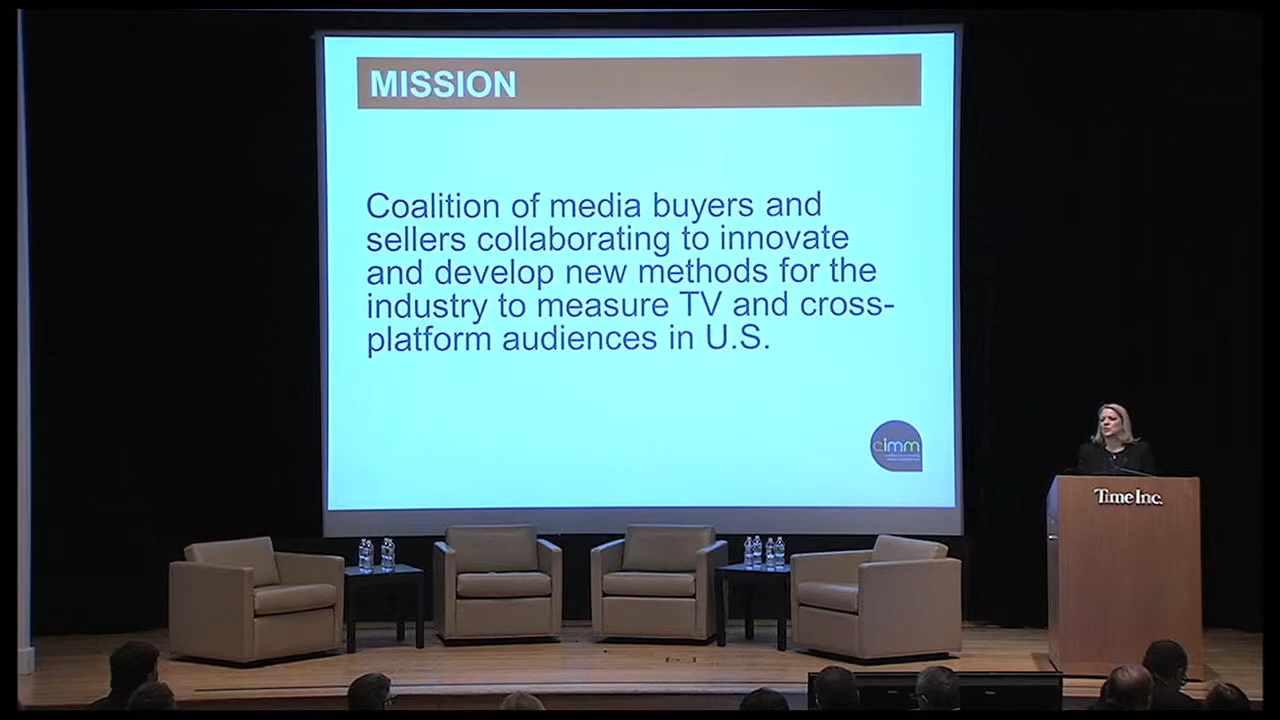 MISSION
Coalition of media buyers and
sellers collaborating to innovate
and develop new methods for the
industry to measure TV and cross-
platform audiences in U.S.
cimm
Time Inc.